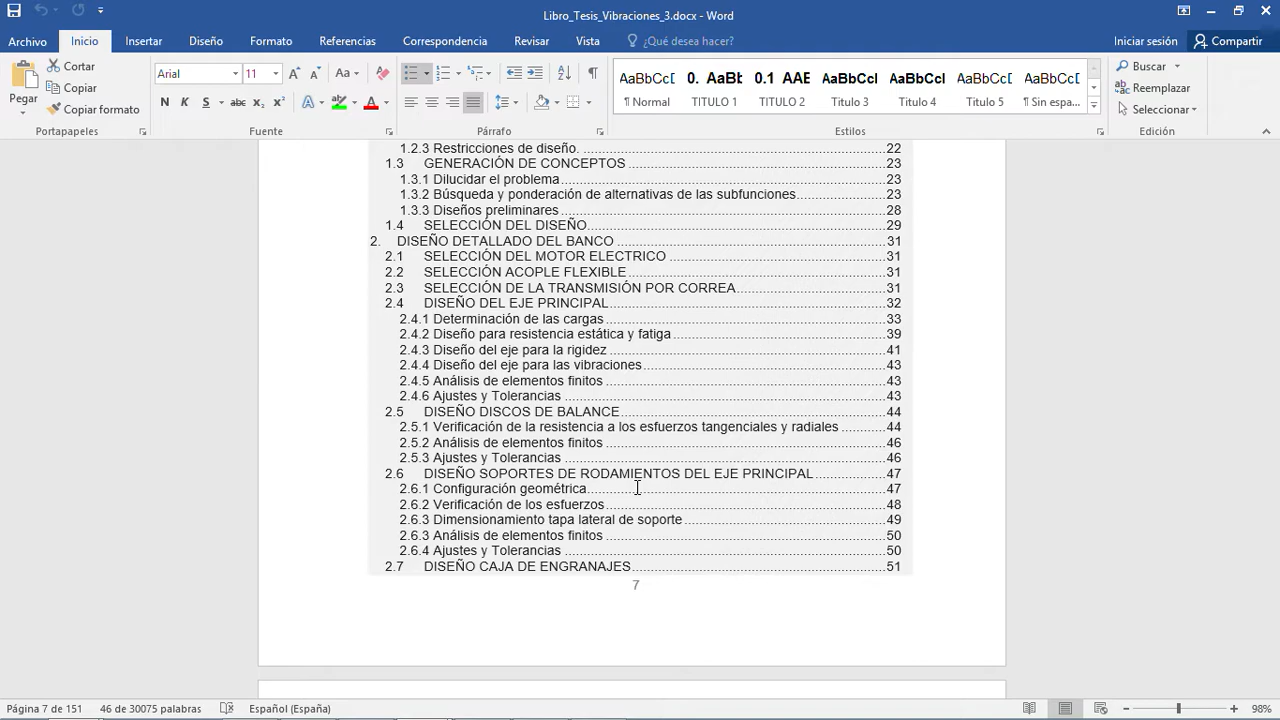 Libro_Tesis_Vibraciones_3.docx - Word
Archivo Inicio Insertar Diseño Formato Referencias Correspondencia Revisar Vista ¿Qué desea hacer? Iniciar sesión Compartir
Pegar
Cortar
Copiar
Copiar formato
Portapapeles
Arial 11
Aa
N K S abc x₂ x²
Fuente
Párrafo
AaBbCcD 0. AaBb 0.1 AAB AaBbCcl AaBbCcl AaBbCcD AaBbCcD
¶ Normal TITULO 1 TITULO 2 Titulo 3 Titulo 4 Titulo 5 ¶ Sin espa...
Estilos
Buscar
Reemplazar
Seleccionar
Edición
1.2.3 Restricciones de diseño. 22
1.3 GENERACIÓN DE CONCEPTOS 23
1.3.1 Dilucidar el problema 23
1.3.2 Búsqueda y ponderación de alternativas de las subfunciones 23
1.3.3 Diseños preliminares 28
1.4 SELECCIÓN DEL DISEÑO 29
2. DISEÑO DETALLADO DEL BANCO 31
2.1 SELECCIÓN DEL MOTOR ELECTRICO 31
2.2 SELECCIÓN ACOPLE FLEXIBLE 31
2.3 SELECCIÓN DE LA TRANSMISIÓN POR CORREA 31
2.4 DISEÑO DEL EJE PRINCIPAL 32
2.4.1 Determinación de las cargas 33
2.4.2 Diseño para resistencia estática y fatiga 39
2.4.3 Diseño del eje para la rigidez 41
2.4.4 Diseño del eje para las vibraciones 43
2.4.5 Análisis de elementos finitos 43
2.4.6 Ajustes y Tolerancias 43
2.5 DISEÑO DISCOS DE BALANCE 44
2.5.1 Verificación de la resistencia a los esfuerzos tangenciales y radiales 44
2.5.2 Análisis de elementos finitos 46
2.5.3 Ajustes y Tolerancias 46
2.6 DISEÑO SOPORTES DE RODAMIENTOS DEL EJE PRINCIPAL 47
2.6.1 Configuración geométrica 47
2.6.2 Verificación de los esfuerzos 48
2.6.3 Dimensionamiento tapa lateral de soporte 49
2.6.3 Análisis de elementos finitos 50
2.6.4 Ajustes y Tolerancias 50
2.7 DISEÑO CAJA DE ENGRANAJES 51
7
Página 7 de 151 46 de 30075 palabras Español (España) 98%